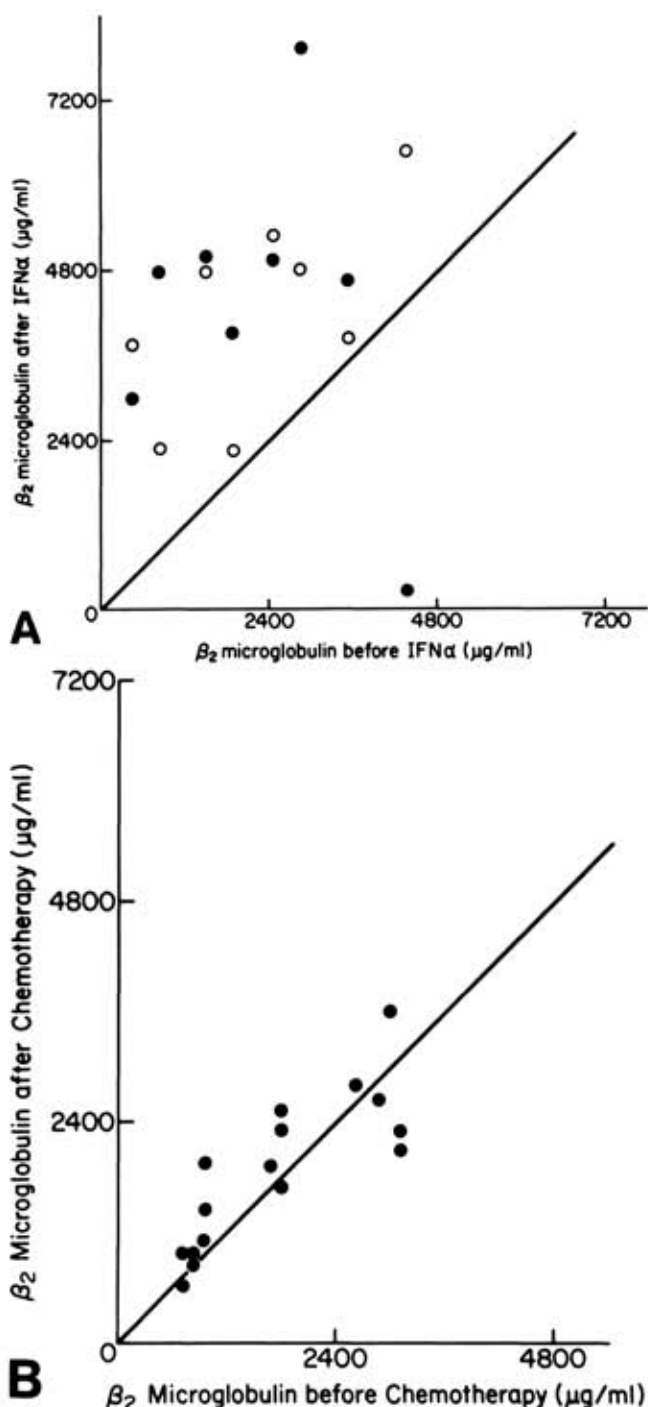 7200
4800
2400
0
β₂ microglobulin after IFNα (μg/ml)
2400
4800
7200
β₂ microglobulin before IFNα (μg/ml)
A
7200
4800
2400
0
β₂ Microglobulin after Chemotherapy (μg/ml)
2400
4800
β₂ Microglobulin before Chemotherapy (μg/ml)
B